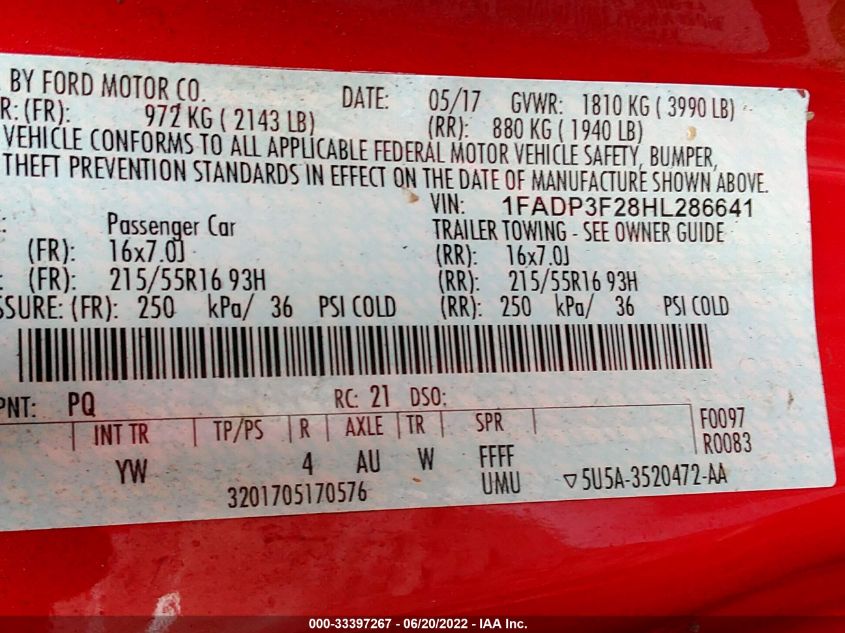 BY FORD MOTOR CO.
DATE: 05/17 GVWR: 1810 KG ( 3990 LB)
R: (FR): 972 KG ( 2143 LB) (RR): 880 KG ( 1940 LB)
VEHICLE CONFORMS TO ALL APPLICABLE FEDERAL MOTOR VEHICLE SAFETY, BUMPER,
THEFT PREVENTION STANDARDS IN EFFECT ON THE DATE OF MANUFACTURE SHOWN ABOVE.
VIN: 1FADP3F28HL286641
Passenger Car TRAILER TOWING - SEE OWNER GUIDE
(FR): 16x7.0J (RR): 16x7.0J
(FR): 215/55R16 93H (RR): 215/55R16 93H
SSURE: (FR): 250 kPa/ 36 PSI COLD (RR): 250 kPa/ 36 PSI COLD
PNT: PQ RC: 21 DSO:
INT TR TP/PS R AXLE TR SPR F0097
R0083
YW 4 AU W FFFF
3201705170576 UMU 5U5A-3520472-AA
000-33397267 - 06/20/2022 - IAA Inc.